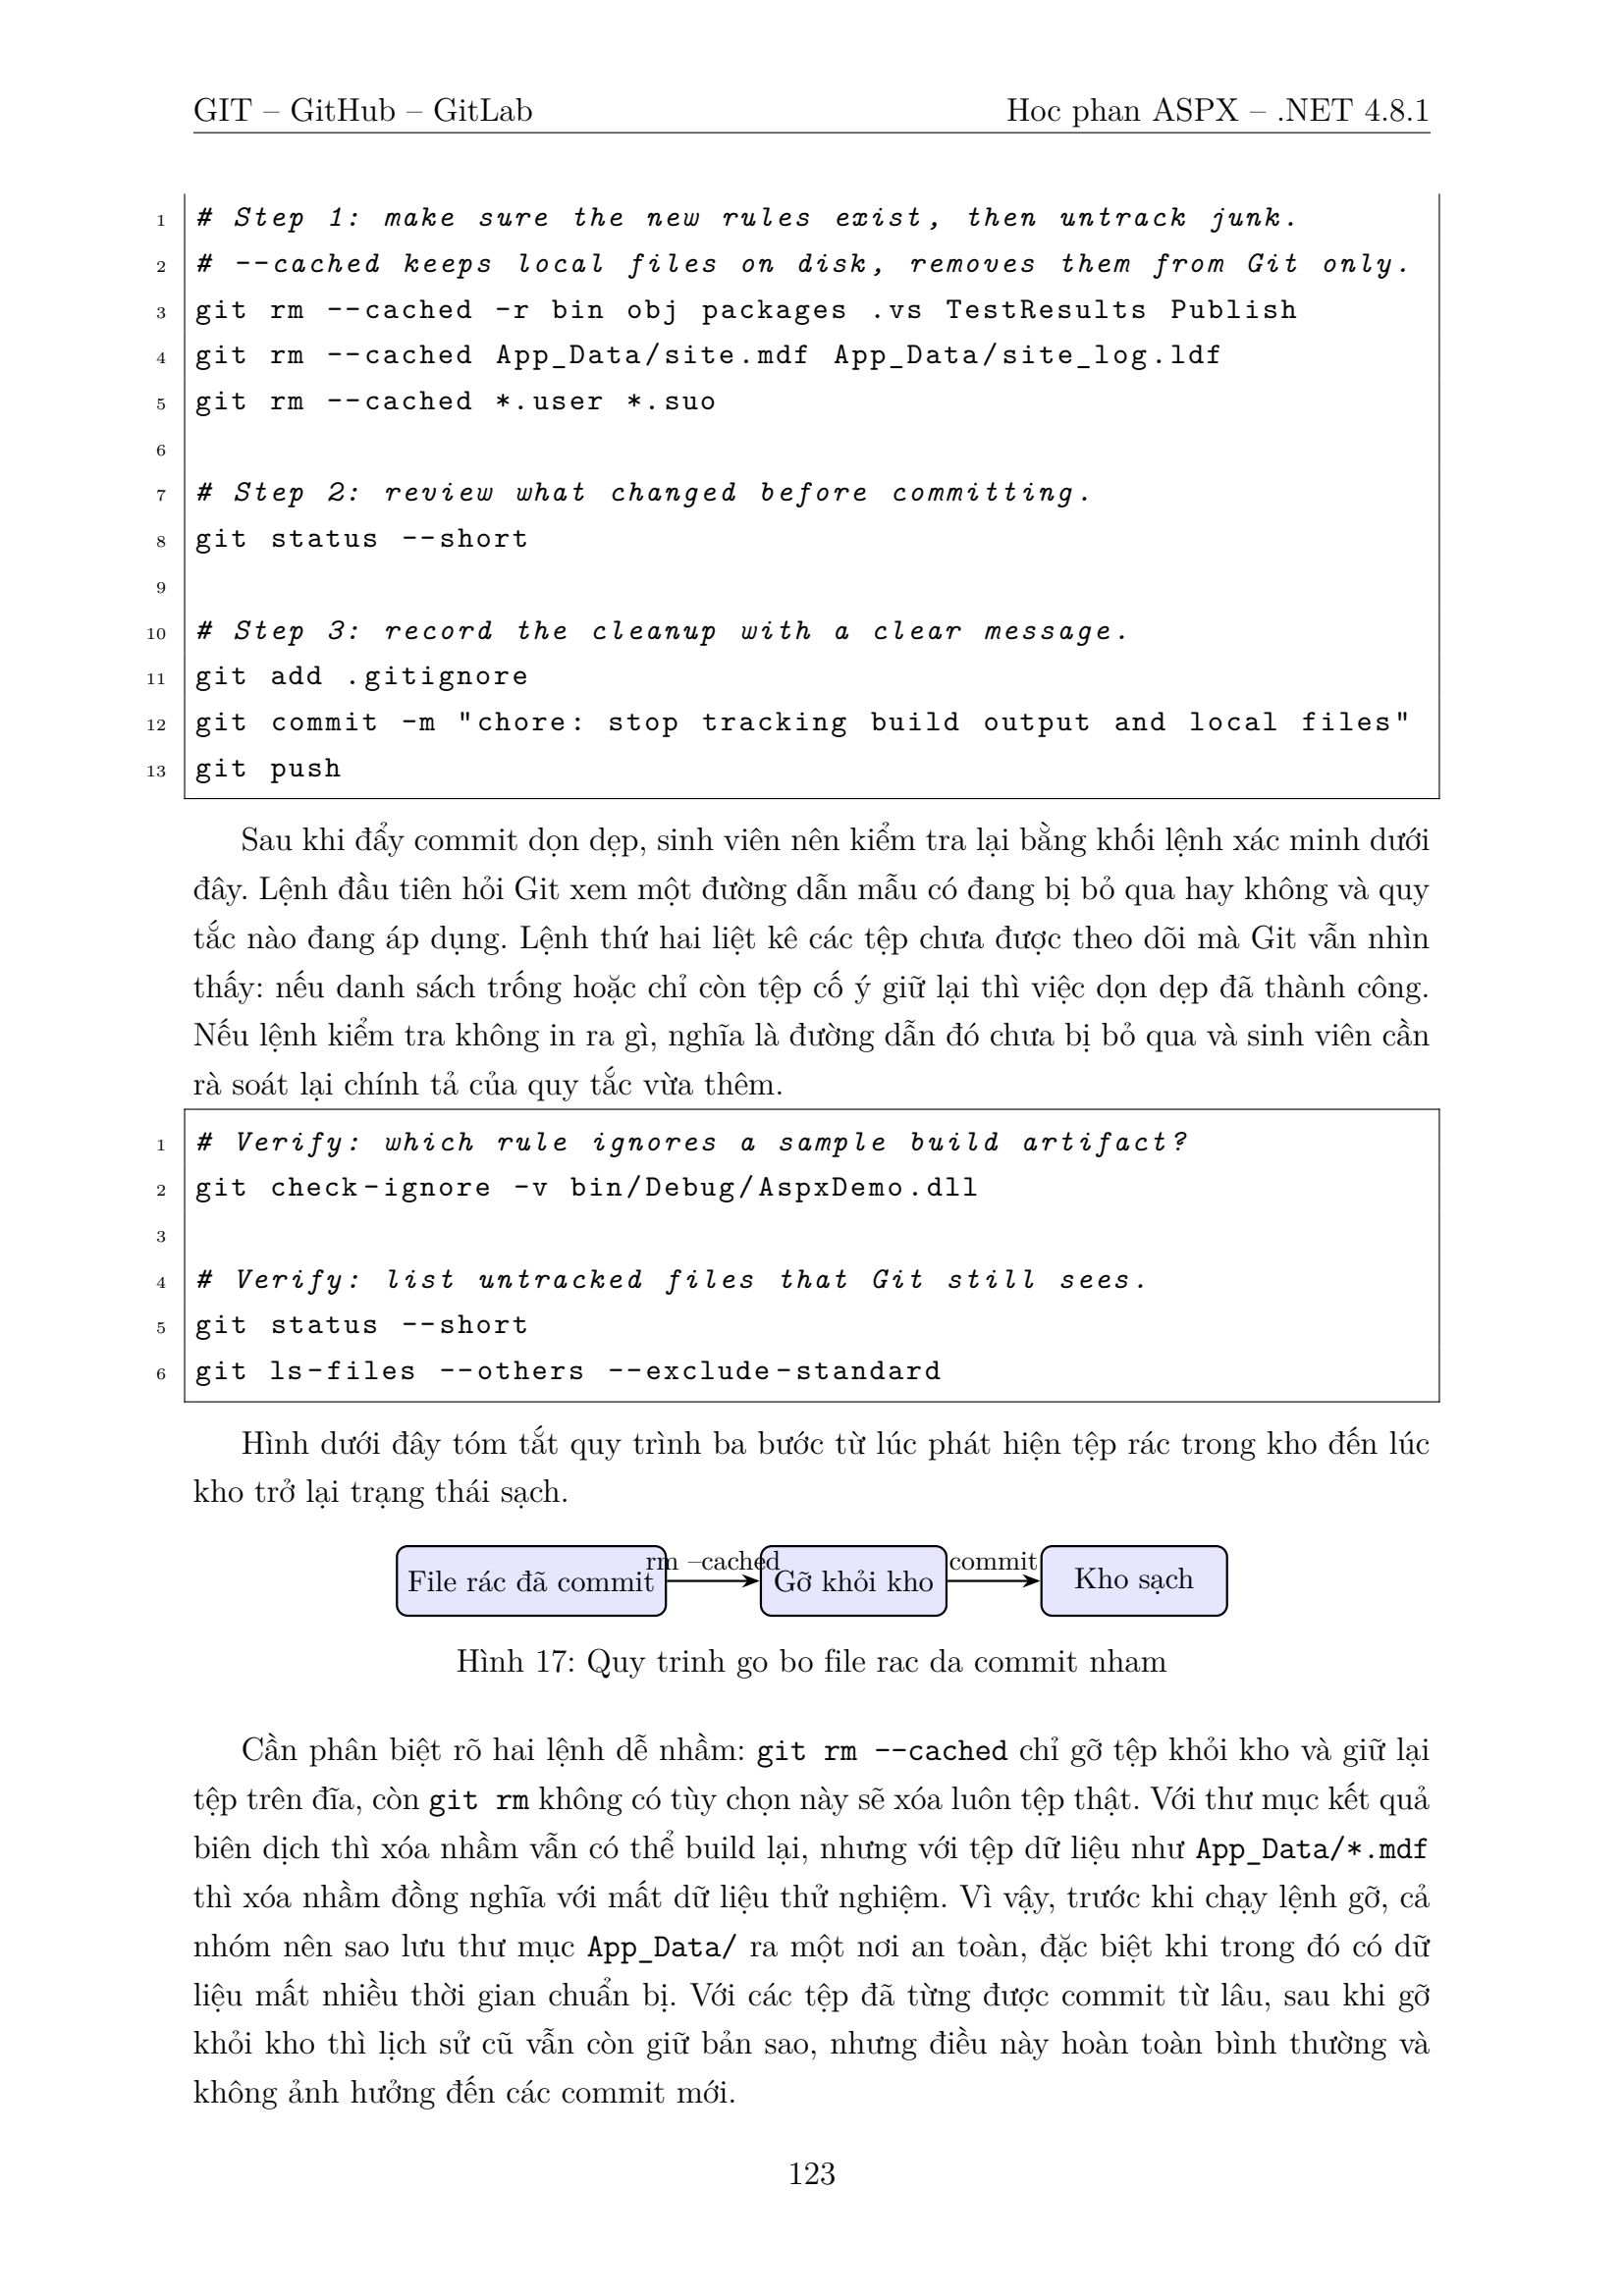 GIT – GitHub – GitLab
Hoc phan ASPX – .NET 4.8.1
1 # Step 1: make sure the new rules exist, then untrack junk.
2 # --cached keeps local files on disk, removes them from Git only.
3 git rm --cached -r bin obj packages .vs TestResults Publish
4 git rm --cached App_Data/site.mdf App_Data/site_log.ldf
5 git rm --cached *.user *.suo
6
7 # Step 2: review what changed before committing.
8 git status --short
9
10 # Step 3: record the cleanup with a clear message.
11 git add .gitignore
12 git commit -m "chore: stop tracking build output and local files"
13 git push
Sau khi đẩy commit dọn dẹp, sinh viên nên kiểm tra lại bằng khối lệnh xác minh dưới
đây. Lệnh đầu tiên hỏi Git xem một đường dẫn mẫu có đang bị bỏ qua hay không và quy
tắc nào đang áp dụng. Lệnh thứ hai liệt kê các tệp chưa được theo dõi mà Git vẫn nhìn
thấy: nếu danh sách trống hoặc chỉ còn tệp cố ý giữ lại thì việc dọn dẹp đã thành công.
Nếu lệnh kiểm tra không in ra gì, nghĩa là đường dẫn đó chưa bị bỏ qua và sinh viên cần
rà soát lại chính tả của quy tắc vừa thêm.
1 # Verify: which rule ignores a sample build artifact?
2 git check-ignore -v bin/Debug/AspxDemo.dll
3
4 # Verify: list untracked files that Git still sees.
5 git status --short
6 git ls-files --others --exclude-standard
Hình dưới đây tóm tắt quy trình ba bước từ lúc phát hiện tệp rác trong kho đến lúc
kho trở lại trạng thái sạch.
File rác đã commit
rm –cached
Gỡ khỏi kho
commit
Kho sạch
Hình 17: Quy trinh go bo file rac da commit nham
Cần phân biệt rõ hai lệnh dễ nhầm: git rm --cached chỉ gỡ tệp khỏi kho và giữ lại
tệp trên đĩa, còn git rm không có tùy chọn này sẽ xóa luôn tệp thật. Với thư mục kết quả
biên dịch thì xóa nhầm vẫn có thể build lại, nhưng với tệp dữ liệu như App_Data/*.mdf
thì xóa nhầm đồng nghĩa với mất dữ liệu thử nghiệm. Vì vậy, trước khi chạy lệnh gỡ, cả
nhóm nên sao lưu thư mục App_Data/ ra một nơi an toàn, đặc biệt khi trong đó có dữ
liệu mất nhiều thời gian chuẩn bị. Với các tệp đã từng được commit từ lâu, sau khi gỡ
khỏi kho thì lịch sử cũ vẫn còn giữ bản sao, nhưng điều này hoàn toàn bình thường và
không ảnh hưởng đến các commit mới.
123